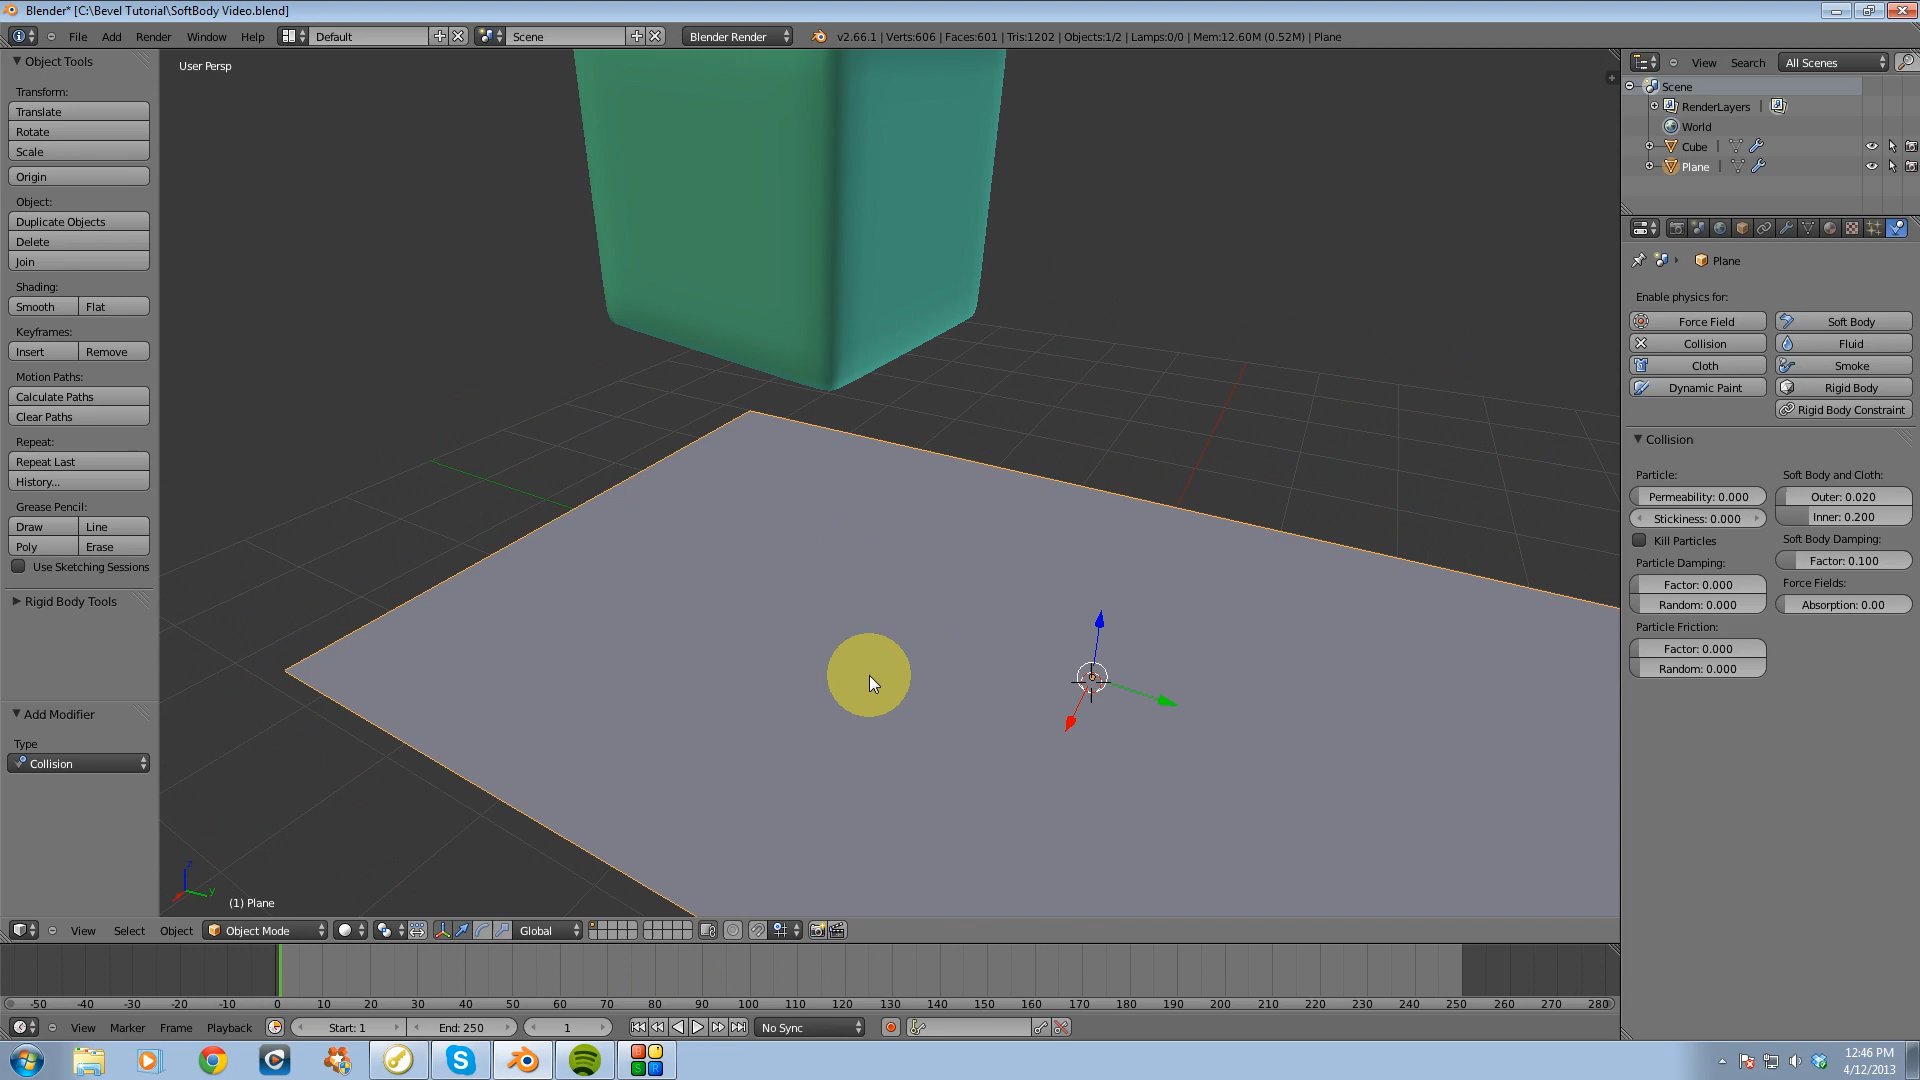 Blender* [C:\Bevel Tutorial\SoftBody Video.blend]
File Add Render Window Help Default Scene Blender Render v2.66.1 | Verts:606 | Faces:601 | Tris:1202 | Objects:1/2 | Lamps:0/0 | Mem:12.60M (0.52M) | Plane
Object Tools
Transform:
Translate
Rotate
Scale
Origin
Object:
Duplicate Objects
Delete
Join
Shading:
Smooth Flat
Keyframes:
Insert Remove
Motion Paths:
Calculate Paths
Clear Paths
Repeat:
Repeat Last
History...
Grease Pencil:
Draw Line
Poly Erase
Use Sketching Sessions
Rigid Body Tools
Add Modifier
Type
Collision
User Persp
z
y
(1) Plane
View Search All Scenes
Scene
RenderLayers |
World
Cube |
Plane |
Plane
Enable physics for:
Force Field Soft Body
Collision Fluid
Cloth Smoke
Dynamic Paint Rigid Body
Rigid Body Constraint
Collision
Particle: Soft Body and Cloth:
Permeability: 0.000 Outer: 0.020
Stickiness: 0.000 Inner: 0.200
Kill Particles Soft Body Damping:
Particle Damping: Factor: 0.100
Factor: 0.000 Force Fields:
Random: 0.000 Absorption: 0.00
Particle Friction:
Factor: 0.000
Random: 0.000
View Select Object Object Mode Global
-50 -40 -30 -20 -10 0 10 20 30 40 50 60 70 80 90 100 110 120 130 140 150 160 170 180 190 200 210 220 230 240 250 260 270 280
View Marker Frame Playback Start: 1 End: 250 1 No Sync
B S R
12:46 PM
4/12/2013